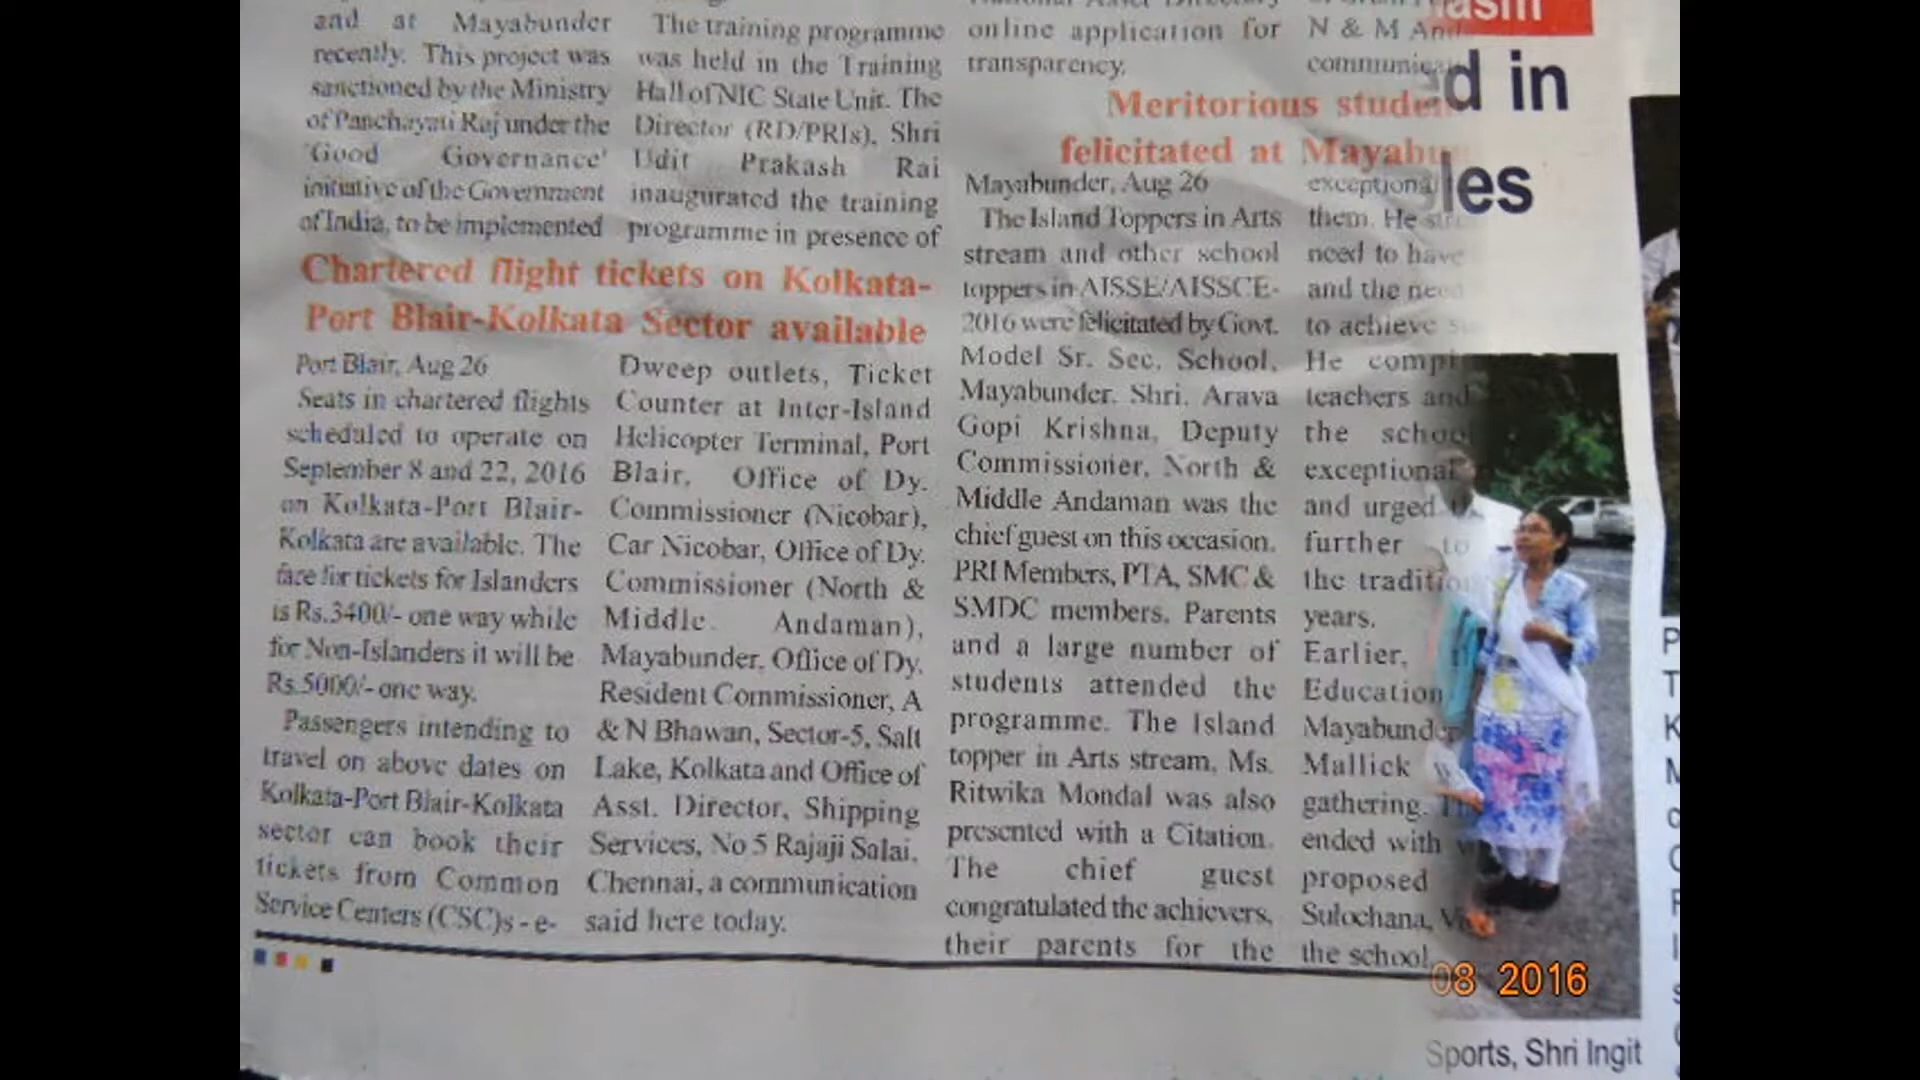 and at Mayabunder
recently. This project was
sanctioned by the Ministry
of Panchayati Raj under the
'Good Governance'
initiative of the Government
of India, to be implemented
The training programme
was held in the Training
Hall of NIC State Unit. The
Director (RD/PRIs), Shri
Udit Prakash Rai
inaugurated the training
programme in presence of
online application for
transparency.
N & M
Chartered flight tickets on Kolkata-
Port Blair-Kolkata Sector available
Port Blair, Aug 26
Seats in chartered flights
scheduled to operate on
September 8 and 22, 2016
on Kolkata-Port Blair-
Kolkata are available. The
fare for tickets for Islanders
is Rs.3400/- one way while
for Non-Islanders it will be
Rs.5000/- one way.
Passengers intending to
travel on above dates on
Kolkata-Port Blair-Kolkata
sector can book their
tickets from Common
Service Centers (CSC)s - e-
Dweep outlets, Ticket
Counter at Inter-Island
Helicopter Terminal, Port
Blair, Office of Dy.
Commissioner (Nicobar),
Car Nicobar, Office of Dy.
Commissioner (North &
Middle Andaman),
Mayabunder, Office of Dy.
Resident Commissioner, A
& N Bhawan, Sector-5, Salt
Lake, Kolkata and Office of
Asst. Director, Shipping
Services, No 5 Rajaji Salai,
Chennai, a communication
said here today.
Meritorious
felicitated at
Mayabunder, Aug 26
The Island Toppers in Arts
stream and other school
toppers in AISSE/AISSCE-
2016 were felicitated by Govt.
Model Sr. Sec. School,
Mayabunder. Shri. Arava
Gopi Krishna, Deputy
Commissioner, North &
Middle Andaman was the
chief guest on this occasion.
PRI Members, PTA, SMC &
SMDC members, Parents
and a large number of
students attended the
programme. The Island
topper in Arts stream, Ms.
Ritwika Mondal was also
presented with a Citation.
The chief guest
congratulated the achievers,
their parents for the
exceptional
them. He
need to have
and the
to achieve
He
teachers and
the
exceptional
and urged
further to
the
years.
Earlier,
Education
Mallick
gathering.
ended with
proposed
Sulochana,
the school.
d in
les
08 2016
Sports, Shri Ingit